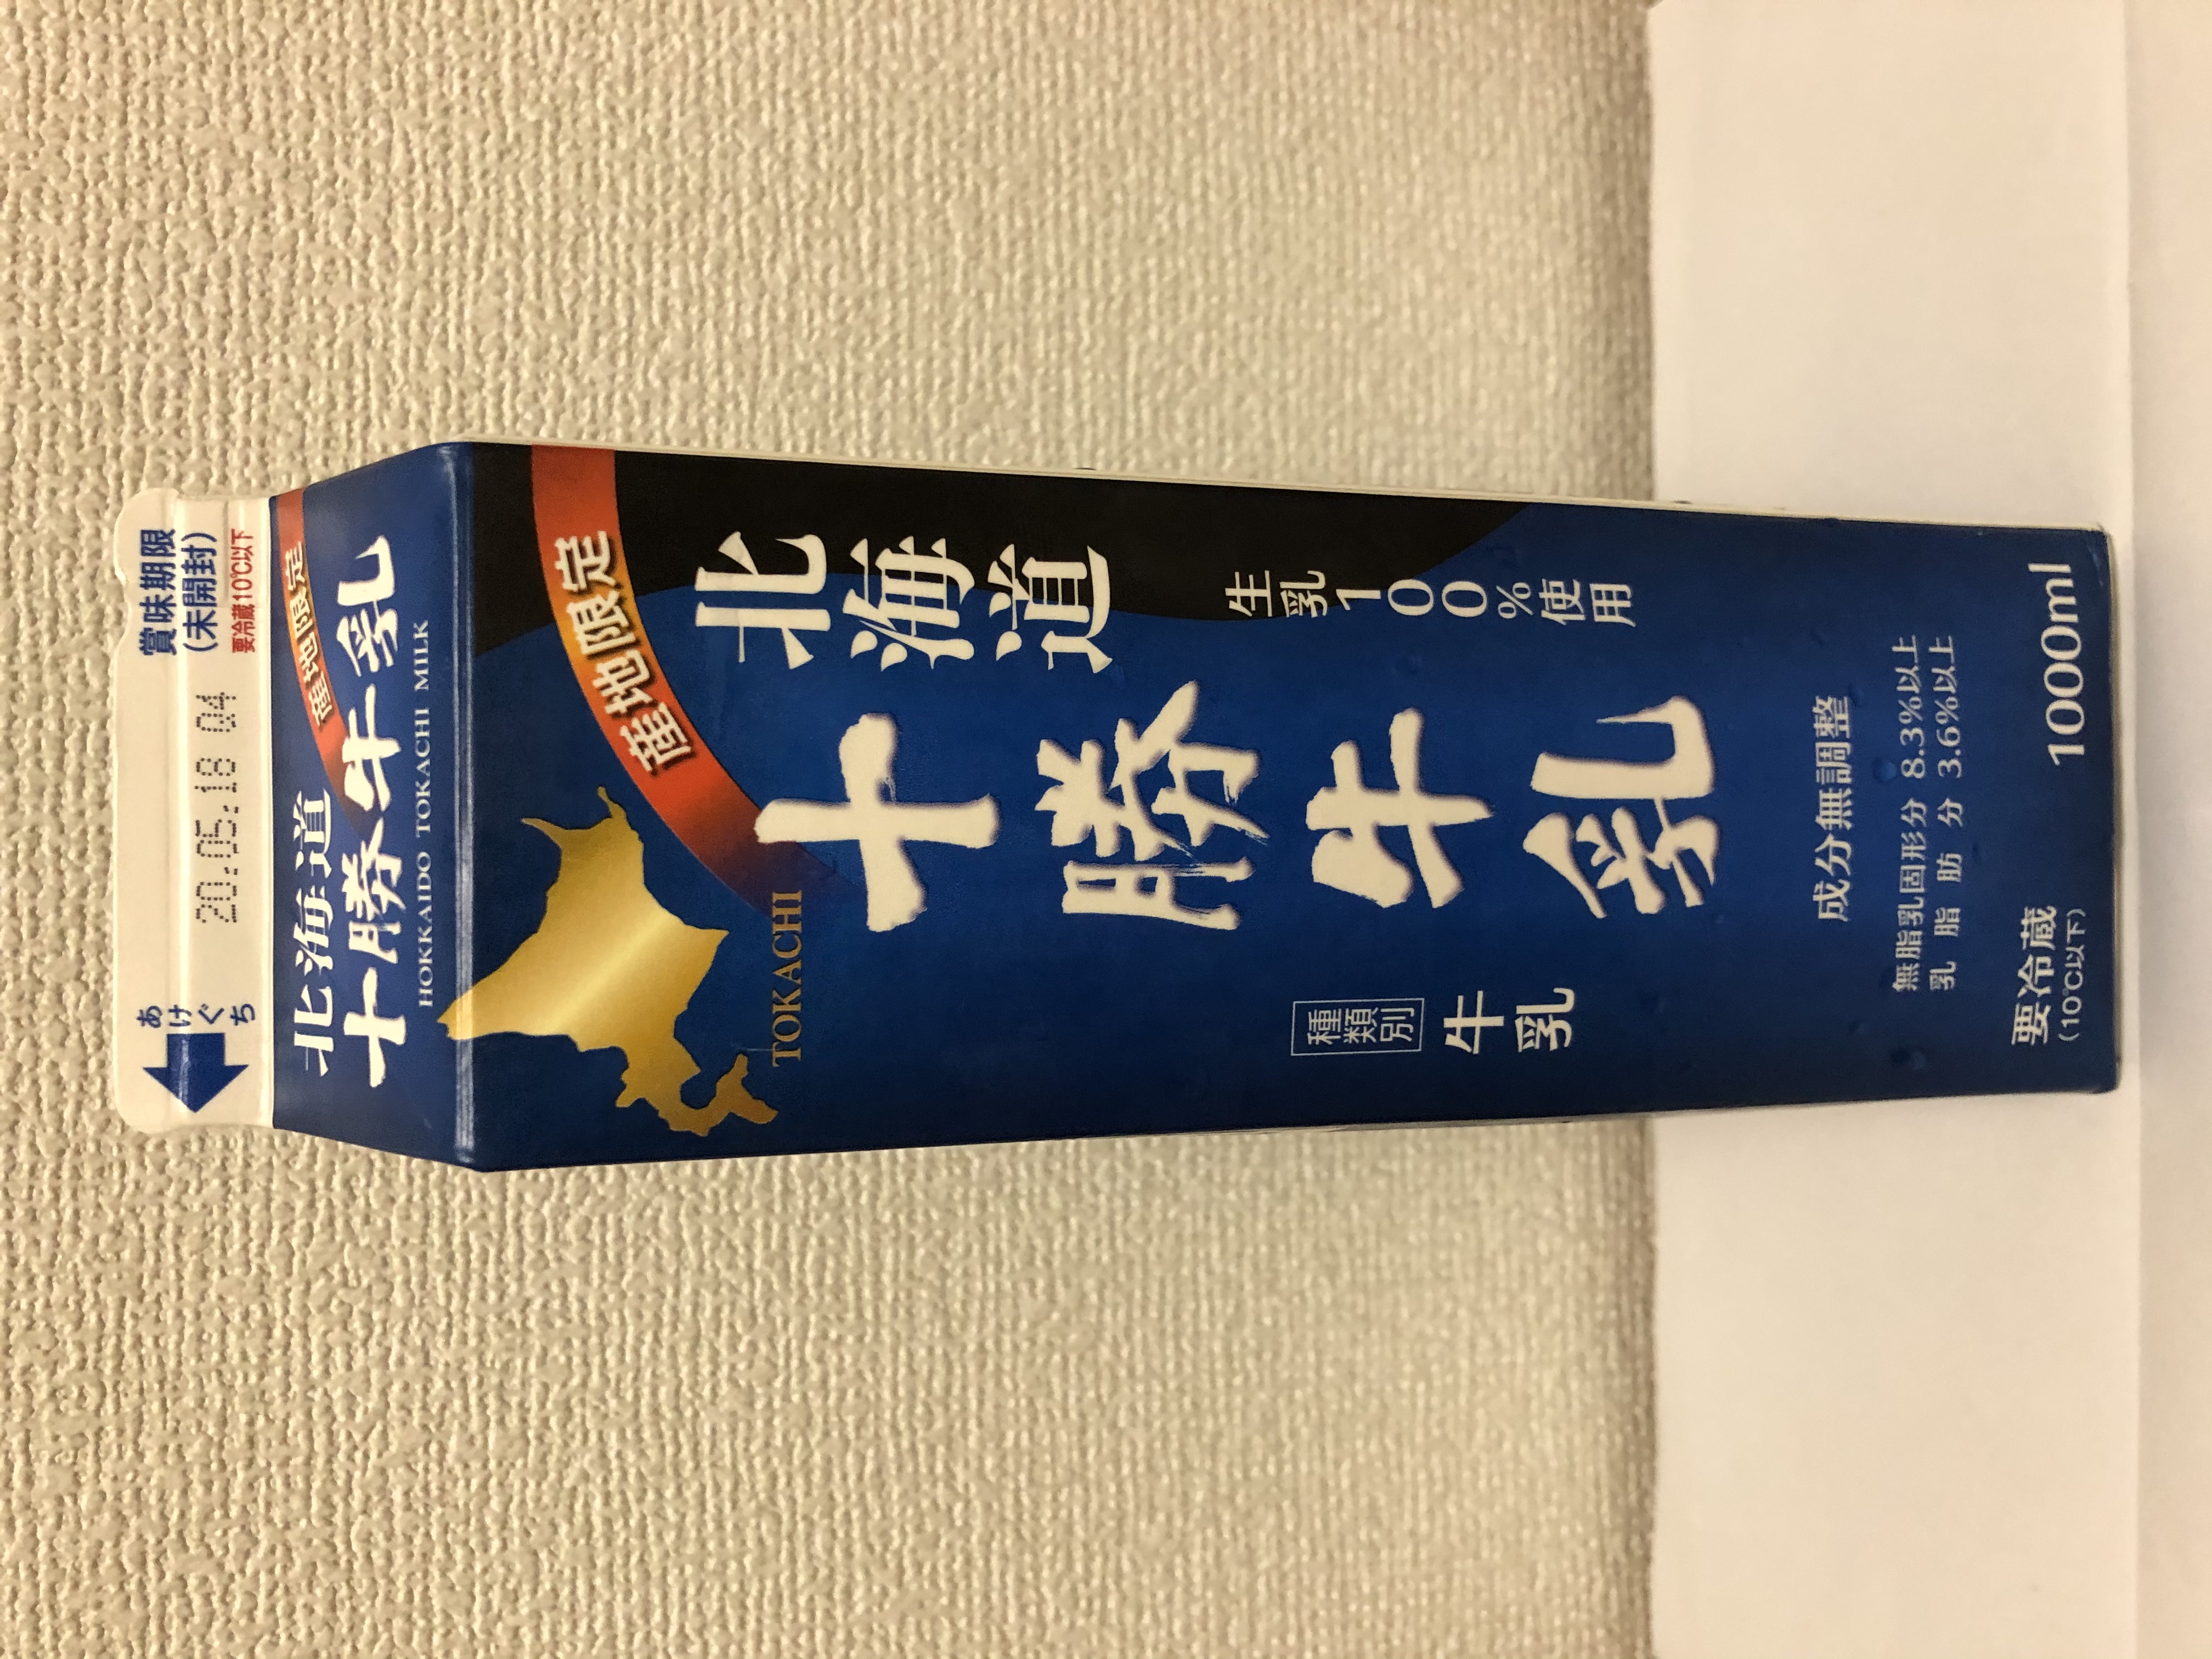 あけぐち
20.05.18 Q4
賞味期限
(未開封)
要冷蔵10℃以下
北海道
産地限定
十勝牛乳
HOKKAIDO TOKACHI MILK
産地限定
TOKACHI
北海道
十勝牛乳
生乳100%使用
種類別 牛乳
成分無調整
無脂乳固形分 8.3%以上
乳脂肪分 3.6%以上
要冷蔵
(10℃以下)
1000ml